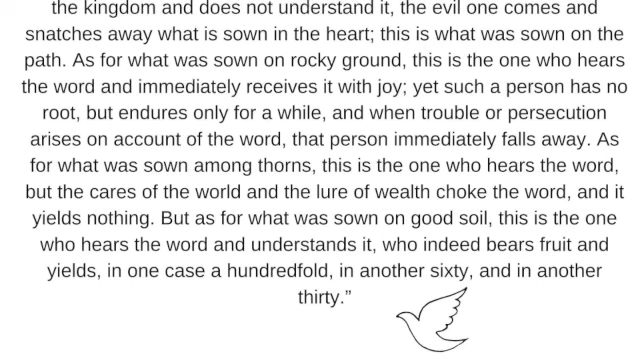 the kingdom and does not understand it, the evil one comes and
snatches away what is sown in the heart; this is what was sown on the
path. As for what was sown on rocky ground, this is the one who hears
the word and immediately receives it with joy; yet such a person has no
root, but endures only for a while, and when trouble or persecution
arises on account of the word, that person immediately falls away. As
for what was sown among thorns, this is the one who hears the word,
but the cares of the world and the lure of wealth choke the word, and it
yields nothing. But as for what was sown on good soil, this is the one
who hears the word and understands it, who indeed bears fruit and
yields, in one case a hundredfold, in another sixty, and in another
thirty.”